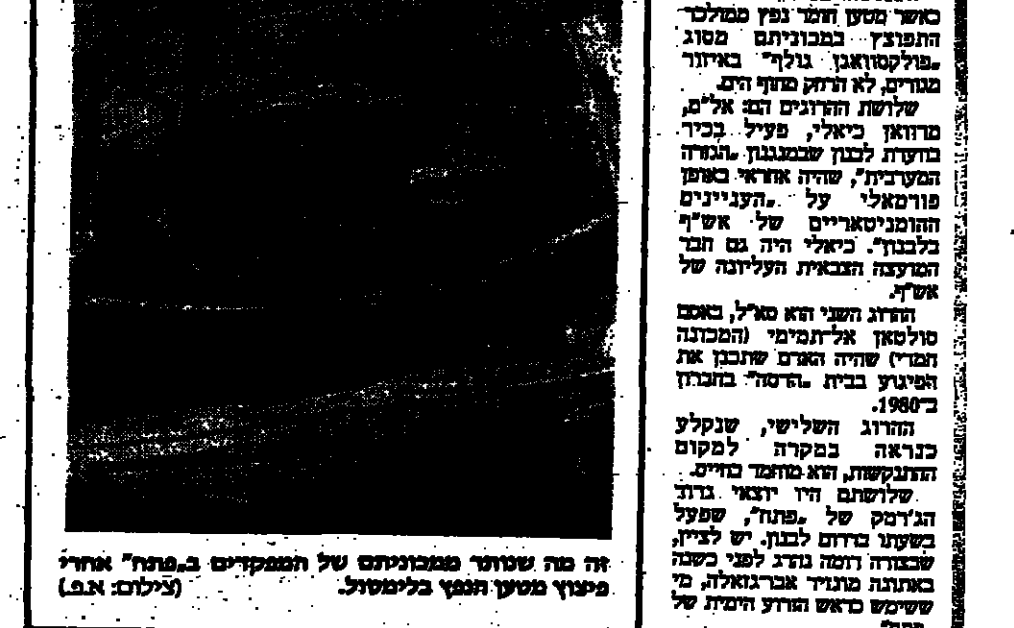 כאשר מטען חומר נפץ ממולכד
התפוצץ במכוניתם מסוג
„פולקסוואגן גולף" באיזור
מגורים, לא הרחק מחוף הים.
שלושת ההרוגים הם: אל"מ,
מרוואן כיאלי, פעיל בכיר
בוועדת לבנון שבמנגנון „הגזרה
המערבית", שהיה אחראי באופן
פורמאלי על „העניינים
ההומניטאריים של אש"ף
בלבנון". כיאלי היה גם חבר
המועצה הצבאית העליונה של
אש"ף.
ההרוג השני הוא סא"ל, באסם
סולטאן אל־תמימי (המכונה
חמדי) שהיה האדם שתכנן את
הפיגוע בבית „הדסה" בחברון
ב־1980.
ההרוג השלישי, שנקלע
כנראה במקרה למקום
ההתנקשות, הוא מוחמד בחייס.
שלושתם היו יוצאי גדוד
הג'רמק של „פתח", שפעל
בשעתו בדרום לבנון. יש לציין,
שבצורה דומה נהרג לפני כשנה
באתונה מונזיר אבו־גזאלה, מי
ששימש כראש הזרוע הימית של
„פתח".
זה מה שנותר ממכוניתם של המפקדים ב„פתח" אחרי
פיצוץ מטען הנפץ בלימסול. (צילום: א.פ.)